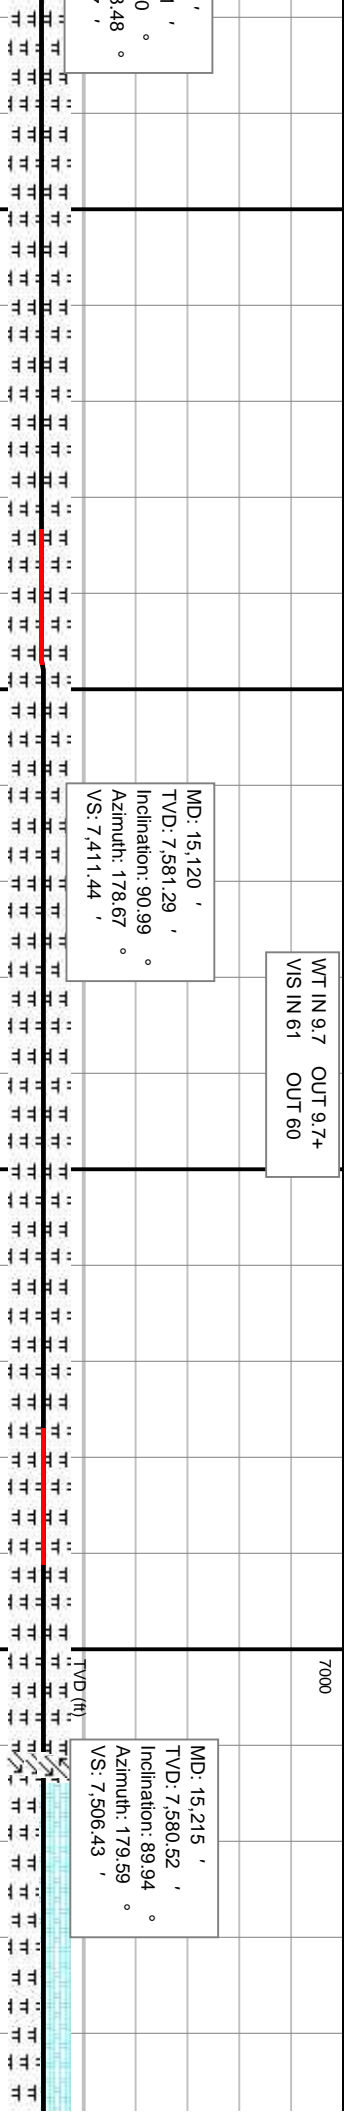 3.48 °
MD: 15,120 '
TVD: 7,581.29 '
Inclination: 90.99 °
Azimuth: 178.67 °
VS: 7,411.44 '
WT IN 9.7 OUT 9.7+
VIS IN 61 OUT 60
7000
TVD (ft)
MD: 15,215 '
TVD: 7,580.52 '
Inclination: 89.94 °
Azimuth: 179.59 °
VS: 7,506.43 '